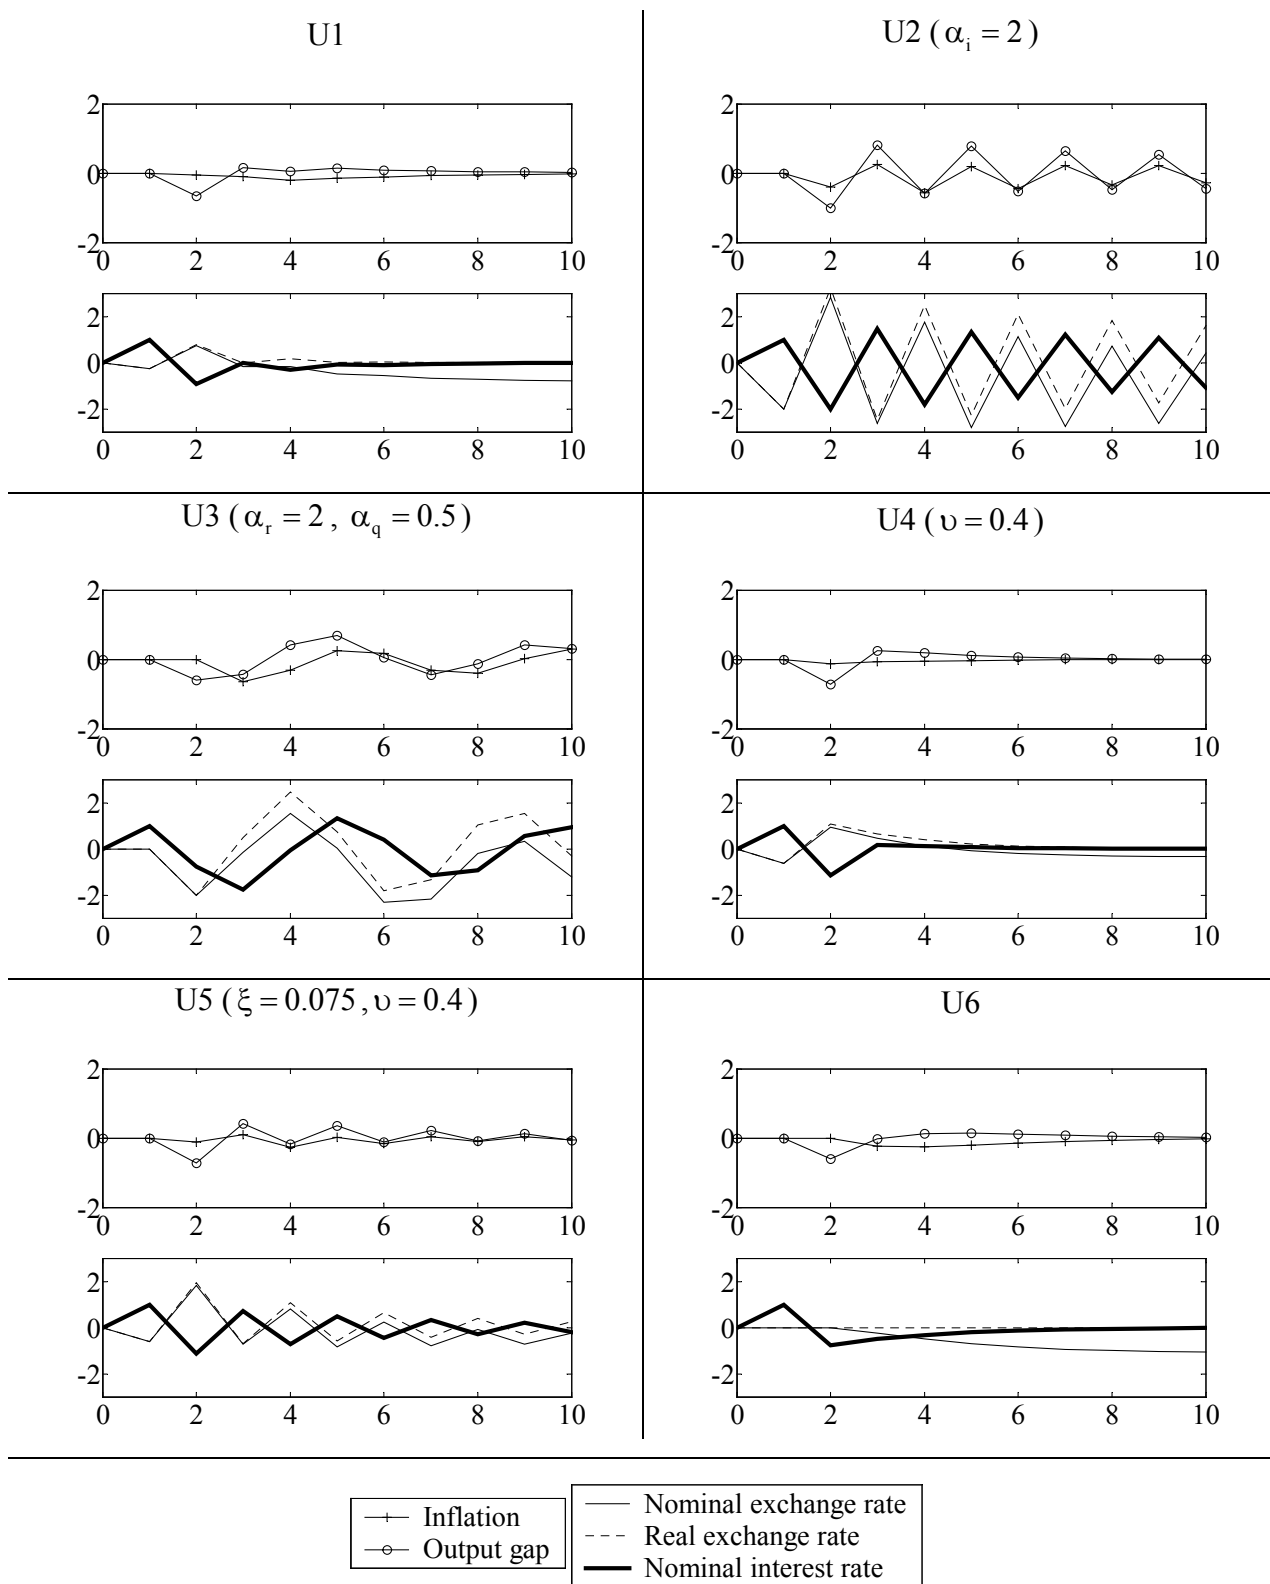 U1
2
0
-2
0 2 4 6 8 10
2
0
-2
0 2 4 6 8 10
U2 ( αi = 2 )
2
0
-2
0 2 4 6 8 10
2
0
-2
0 2 4 6 8 10
U3 ( αr = 2 , αq = 0.5 )
2
0
-2
0 2 4 6 8 10
2
0
-2
0 2 4 6 8 10
U4 ( υ = 0.4 )
2
0
-2
0 2 4 6 8 10
2
0
-2
0 2 4 6 8 10
U5 ( ξ = 0.075 , υ = 0.4 )
2
0
-2
0 2 4 6 8 10
2
0
-2
0 2 4 6 8 10
U6
2
0
-2
0 2 4 6 8 10
2
0
-2
0 2 4 6 8 10
Inflation
Output gap
Nominal exchange rate
Real exchange rate
Nominal interest rate